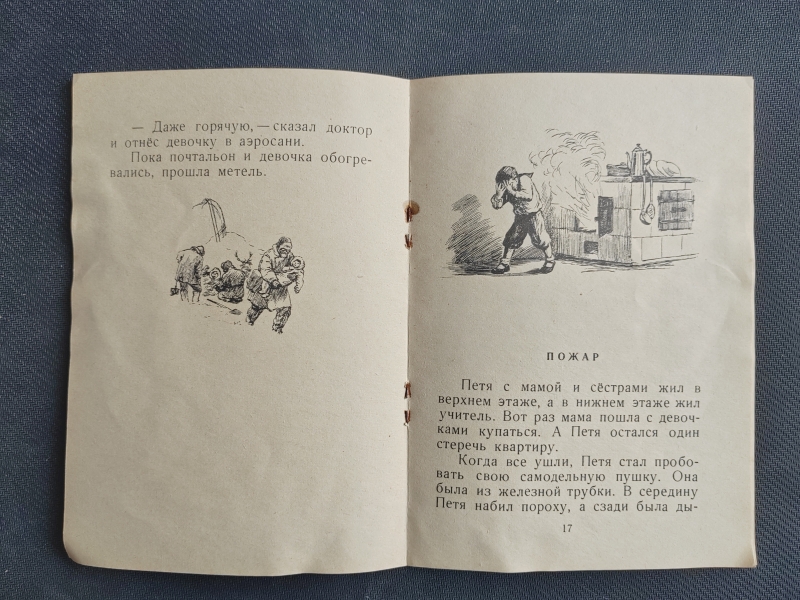 — Даже горячую, — сказал доктор
и отнёс девочку в аэросани.
Пока почтальон и девочка обогре-
вались, прошла метель.
ПОЖАР
Петя с мамой и сёстрами жил в
верхнем этаже, а в нижнем этаже жил
учитель. Вот раз мама пошла с девоч-
ками купаться. А Петя остался один
стеречь квартиру.
Когда все ушли, Петя стал пробо-
вать свою самодельную пушку. Она
была из железной трубки. В середину
Петя набил пороху, а сзади была ды-
17